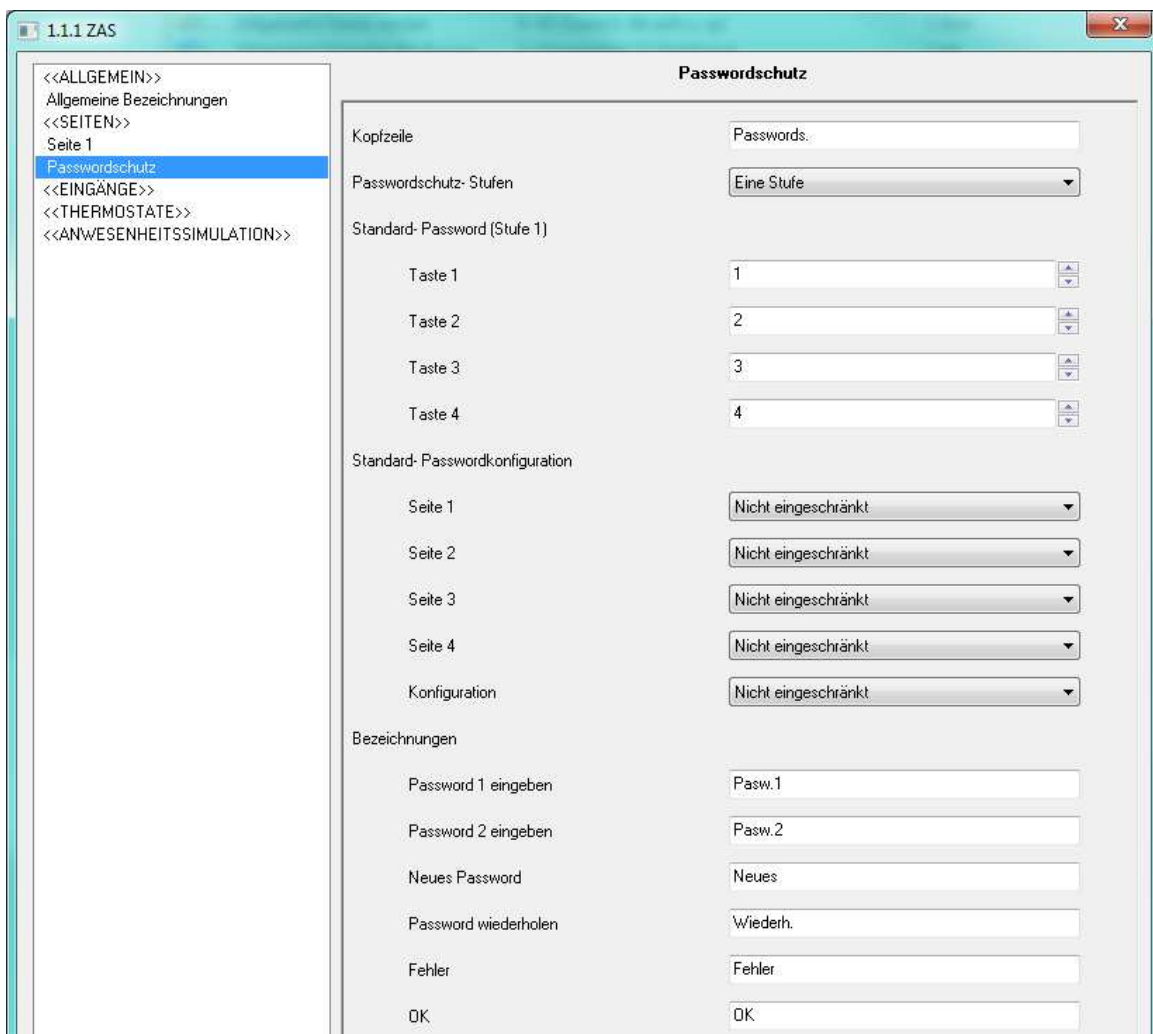 1.1.1 ZAS
<<ALLGEMEIN>>
Allgemeine Bezeichnungen
<<SEITEN>>
Seite 1
Passwordschutz
<<EINGÄNGE>>
<<THERMOSTATE>>
<<ANWESENHEITSSIMULATION>>
Passwordschutz
Kopfzeile Passwords.
Passwordschutz- Stufen Eine Stufe
Standard- Password (Stufe 1)
Taste 1 1
Taste 2 2
Taste 3 3
Taste 4 4
Standard- Passwordkonfiguration
Seite 1 Nicht eingeschränkt
Seite 2 Nicht eingeschränkt
Seite 3 Nicht eingeschränkt
Seite 4 Nicht eingeschränkt
Konfiguration Nicht eingeschränkt
Bezeichnungen
Password 1 eingeben Pasw.1
Password 2 eingeben Pasw.2
Neues Password Neues
Password wiederholen Wiederh.
Fehler Fehler
OK OK